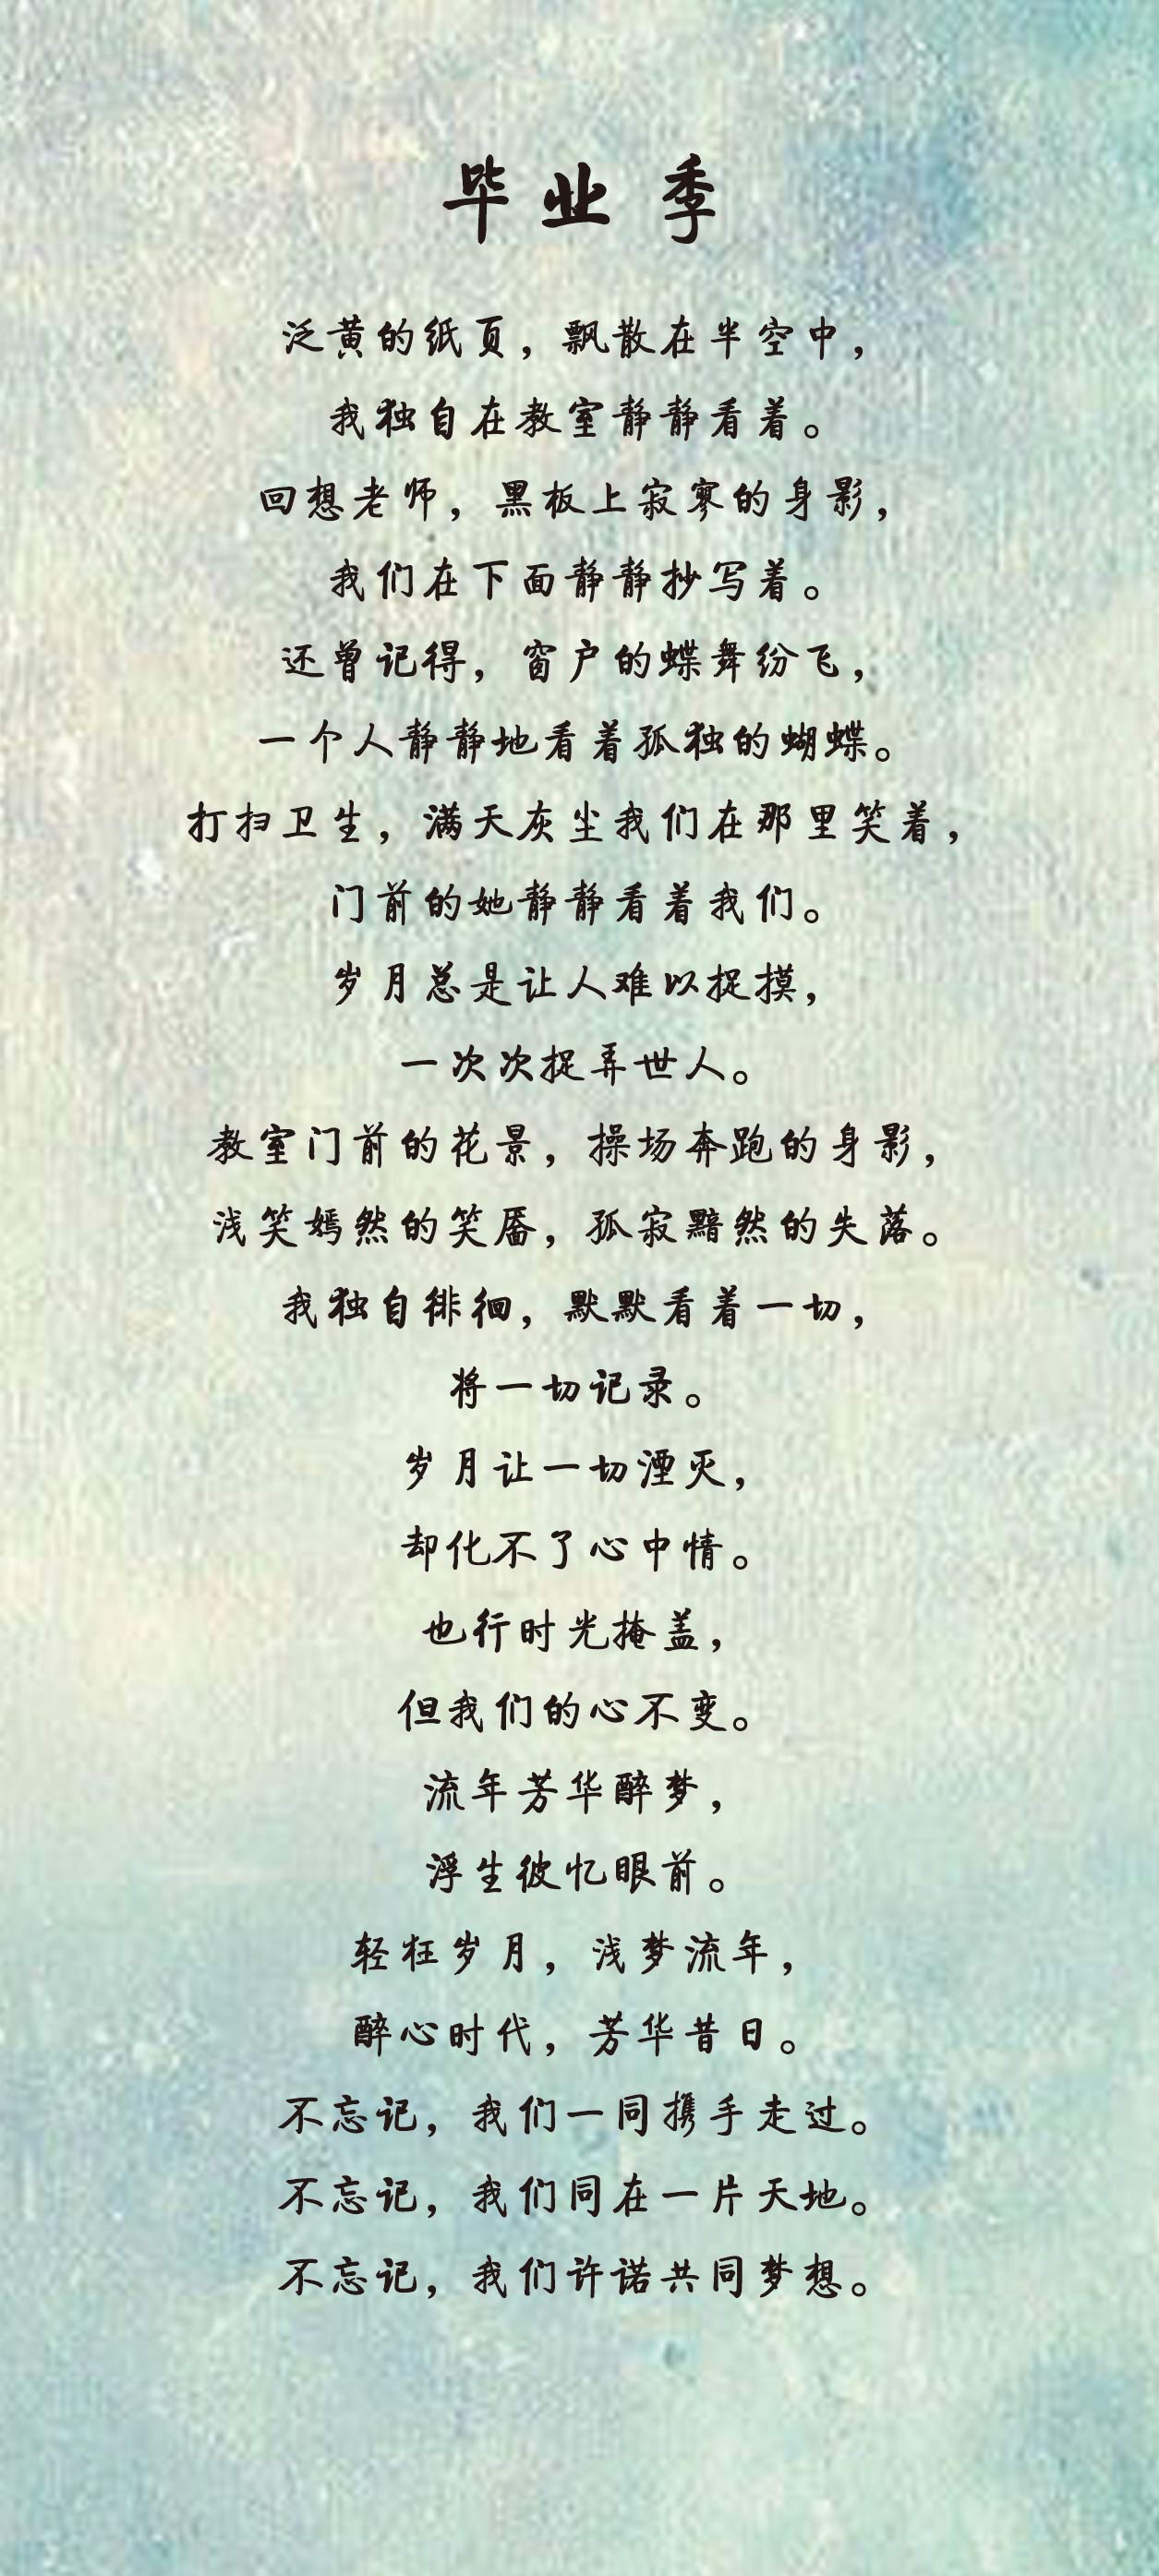 毕业季
泛黄的纸页，飘散在半空中，
我独自在教室静静看着。
回想老师，黑板上寂寥的身影，
我们在下面静静抄写着。
还曾记得，窗户的蝶舞纷飞，
一个人静静地看着孤独的蝴蝶。
打扫卫生，满天灰尘我们在那里笑着，
门前的她静静看着我们。
岁月总是让人难以捉摸，
一次次捉弄世人。
教室门前的花景，操场奔跑的身影，
浅笑嫣然的笑靥，孤寂黯然的失落。
我独自徘徊，默默看着一切，
将一切记录。
岁月让一切湮灭，
却化不了心中情。
也行时光掩盖，
但我们的心不变。
流年芳华醉梦，
浮生彼忆眼前。
轻枉岁月，浅梦流年，
醉心时代，芳华昔日。
不忘记，我们一同携手走过。
不忘记，我们同在一片天地。
不忘记，我们许诺共同梦想。